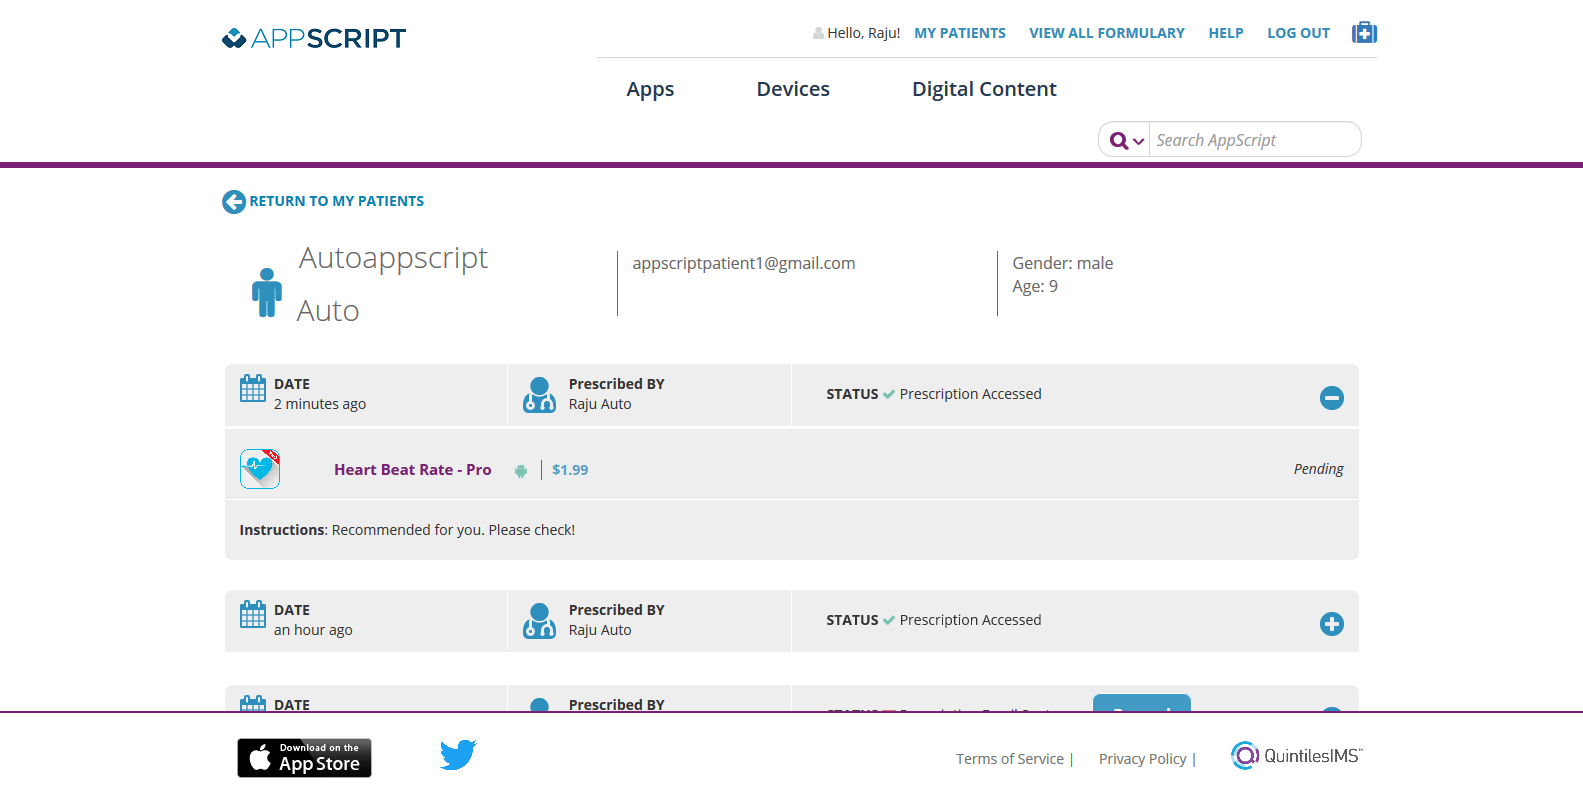 APPSCRIPT
Hello, Raju! MY PATIENTS VIEW ALL FORMULARY HELP LOG OUT
Apps Devices Digital Content
Search AppScript
RETURN TO MY PATIENTS
Autoappscript
Auto
appscriptpatient1@gmail.com
Gender: male
Age: 9
DATE
2 minutes ago
Prescribed BY
Raju Auto
STATUS Prescription Accessed
Heart Beat Rate - Pro $1.99 Pending
Instructions: Recommended for you. Please check!
DATE
an hour ago
Prescribed BY
Raju Auto
STATUS Prescription Accessed
DATE
Prescribed BY
Download on the
App Store
Terms of Service | Privacy Policy |
QuintilesIMS™